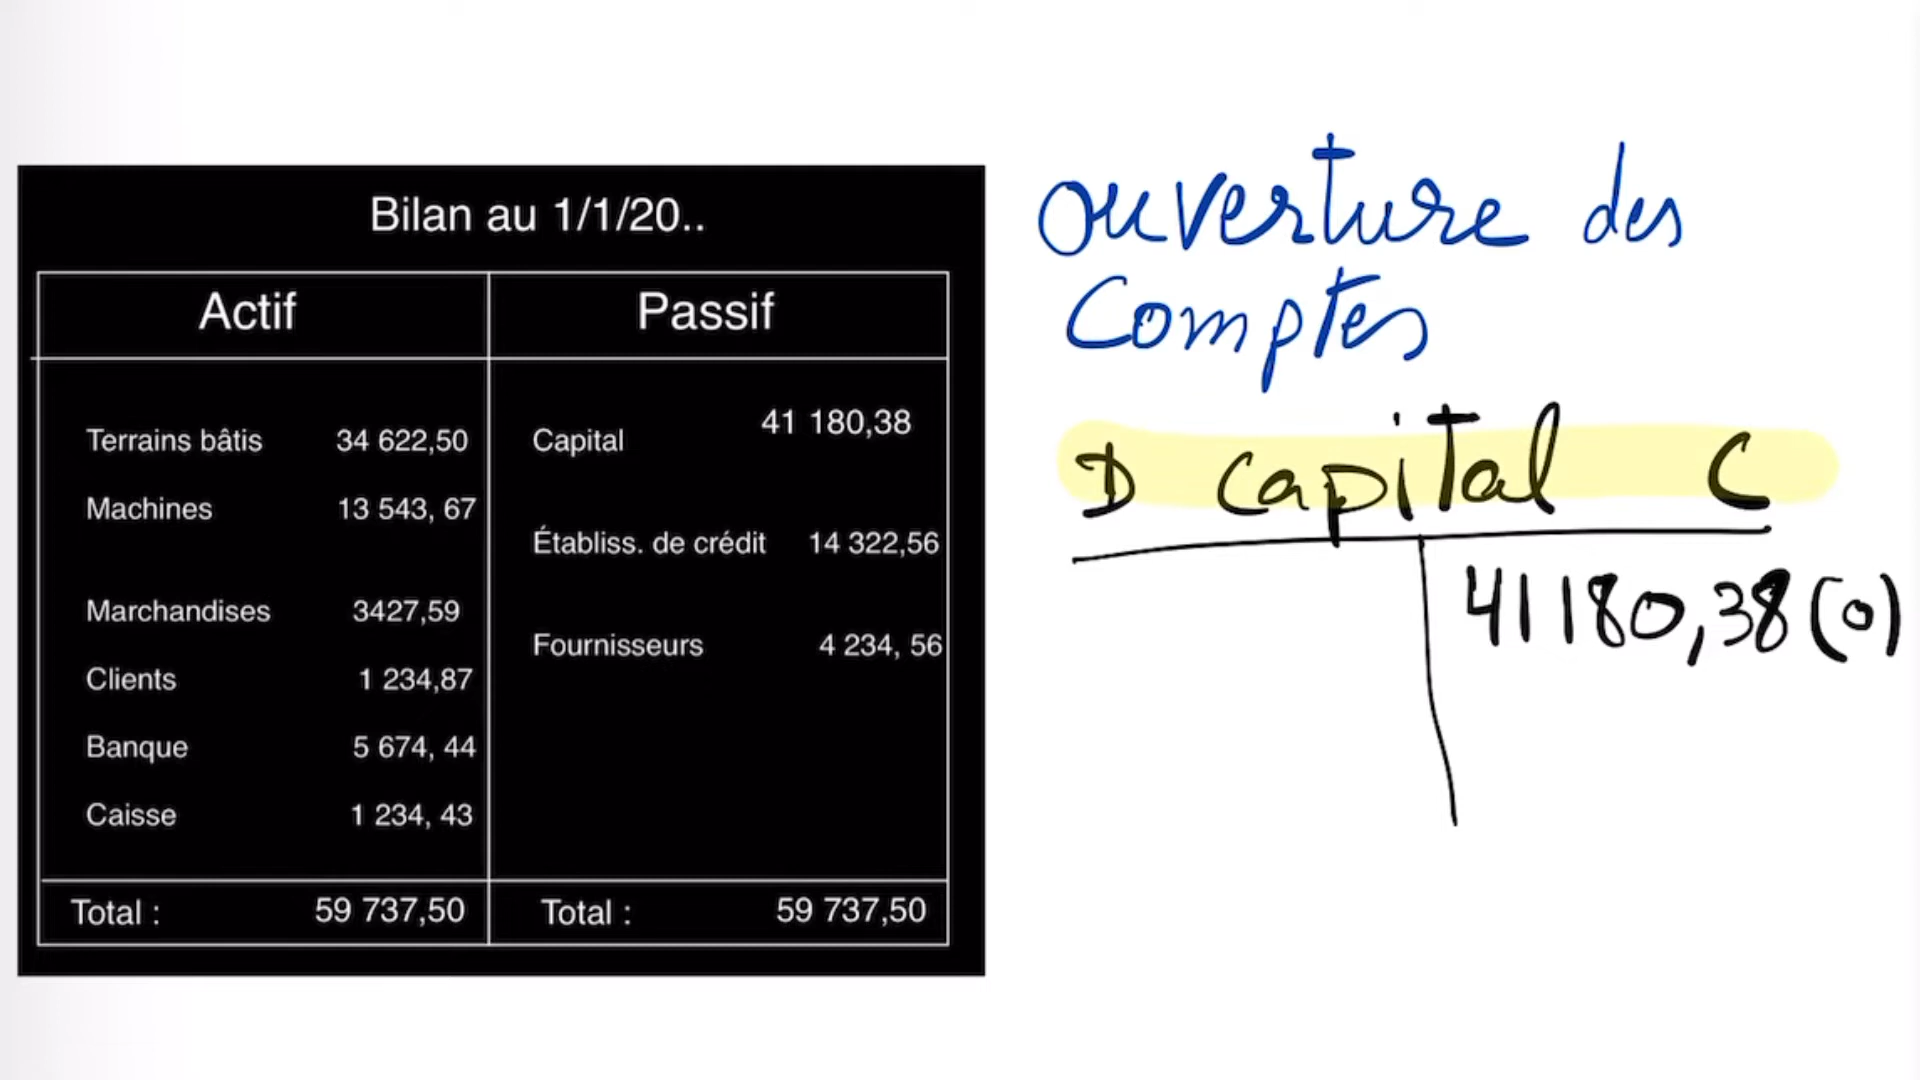 Bilan au 1/1/20..
Actif Passif
Terrains bâtis 34 622,50
Machines 13 543, 67
Marchandises 3427,59
Clients 1 234,87
Banque 5 674, 44
Caisse 1 234, 43
Total : 59 737,50
Capital 41 180,38
Établiss. de crédit 14 322,56
Fournisseurs 4 234, 56
Total : 59 737,50
ouverture des
Comptes
D capital C
41180,38(0)